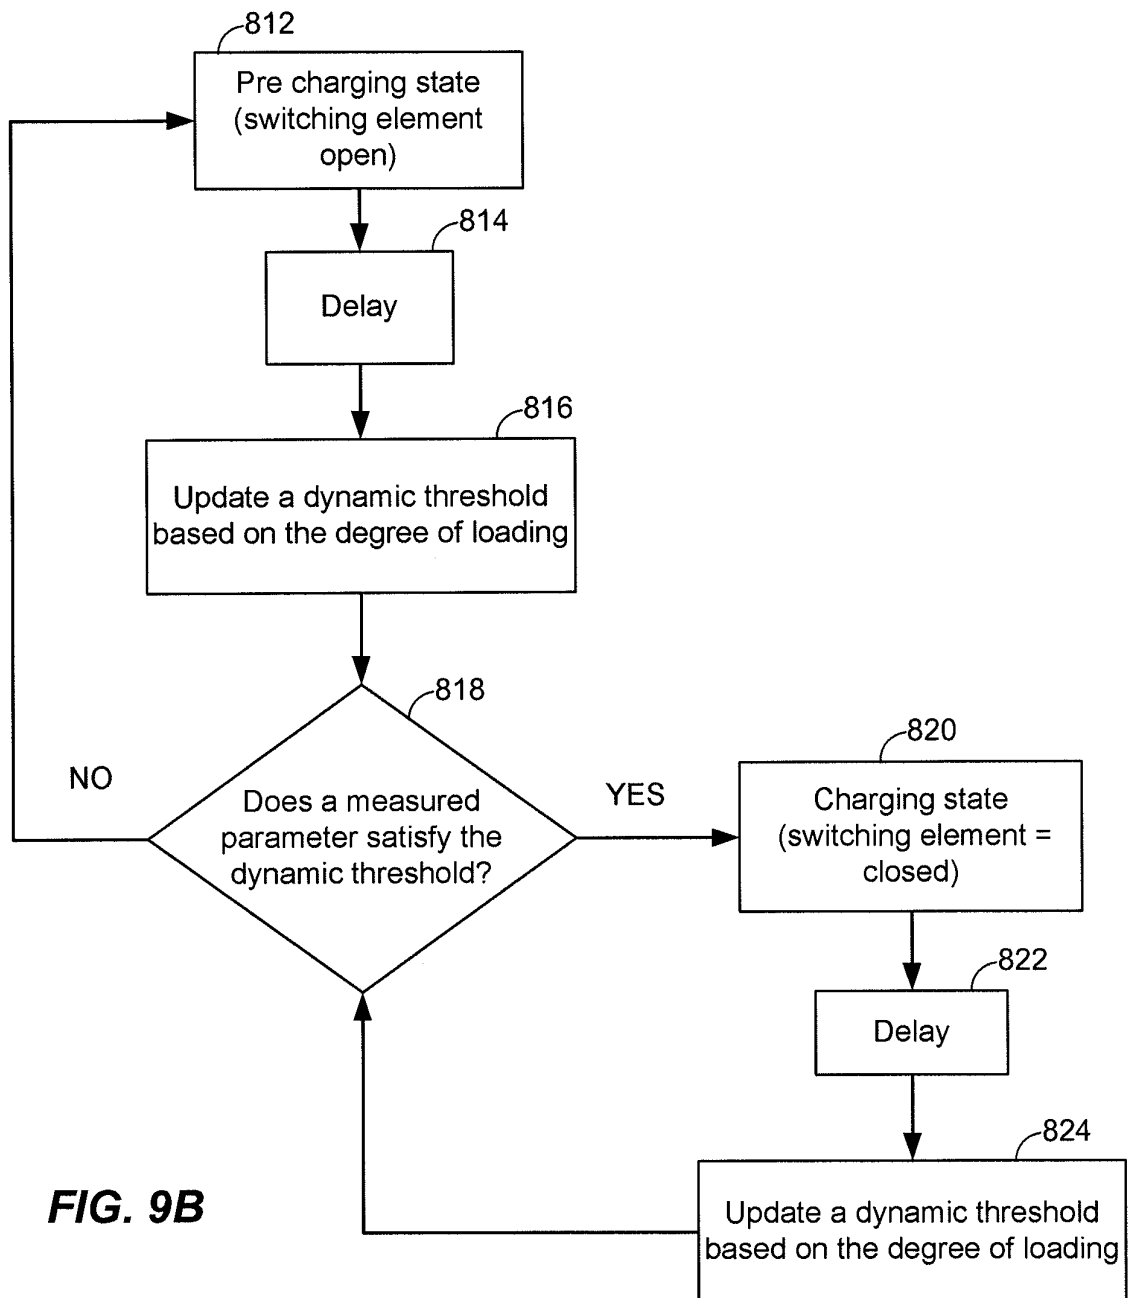 812
Pre charging state
(switching element
open)
814
Delay
816
Update a dynamic threshold
based on the degree of loading
818
Does a measured
parameter satisfy the
dynamic threshold?
NO
YES
820
Charging state
(switching element =
closed)
822
Delay
824
Update a dynamic threshold
based on the degree of loading
FIG. 9B